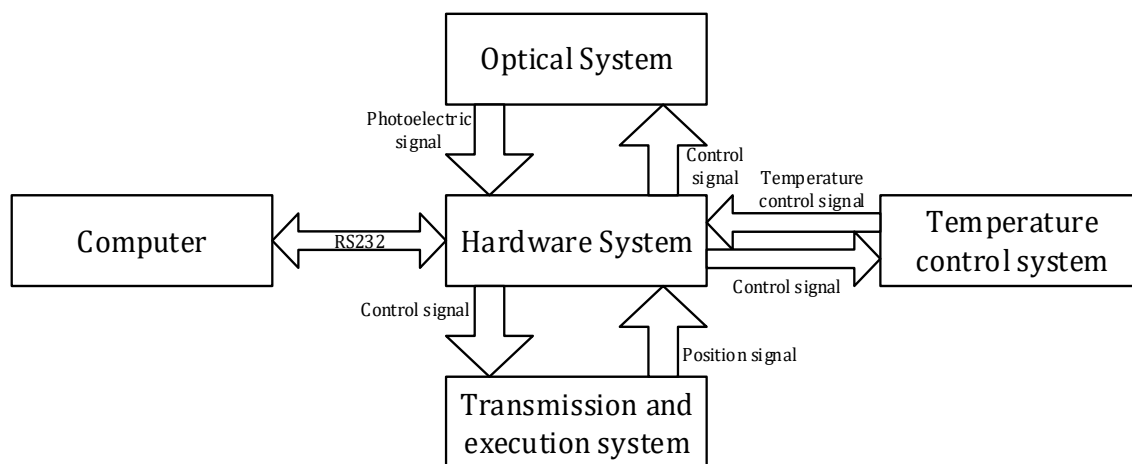 Optical System
Photoelectric
signal
Control
signal
Temperature
control signal
Computer
RS232
Hardware System
Temperature
control system
Control signal
Control signal
Position signal
Transmission and
execution system